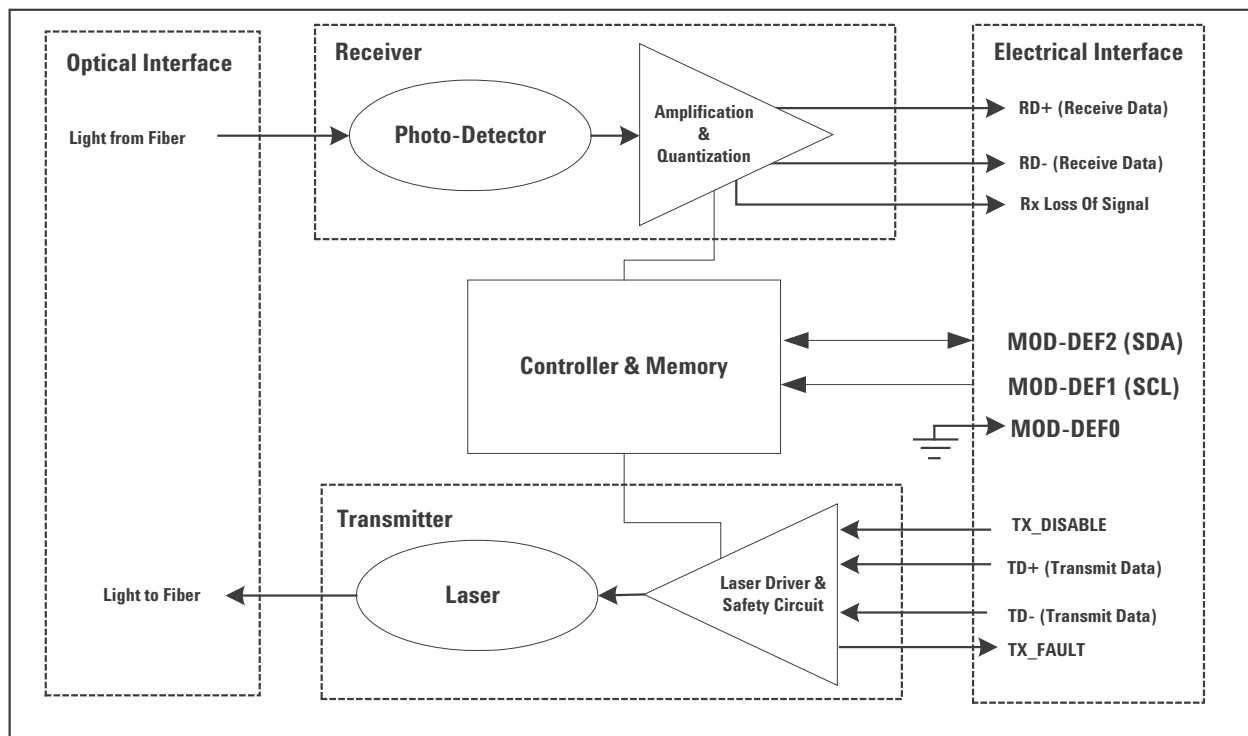 Optical Interface
Receiver
Electrical Interface
Light from Fiber
Photo-Detector
Amplification
&
Quantization
RD+ (Receive Data)
RD- (Receive Data)
Rx Loss Of Signal
Controller & Memory
MOD-DEF2 (SDA)
MOD-DEF1 (SCL)
MOD-DEF0
Transmitter
Light to Fiber
Laser
Laser Driver &
Safety Circuit
TX_DISABLE
TD+ (Transmit Data)
TD- (Transmit Data)
TX_FAULT